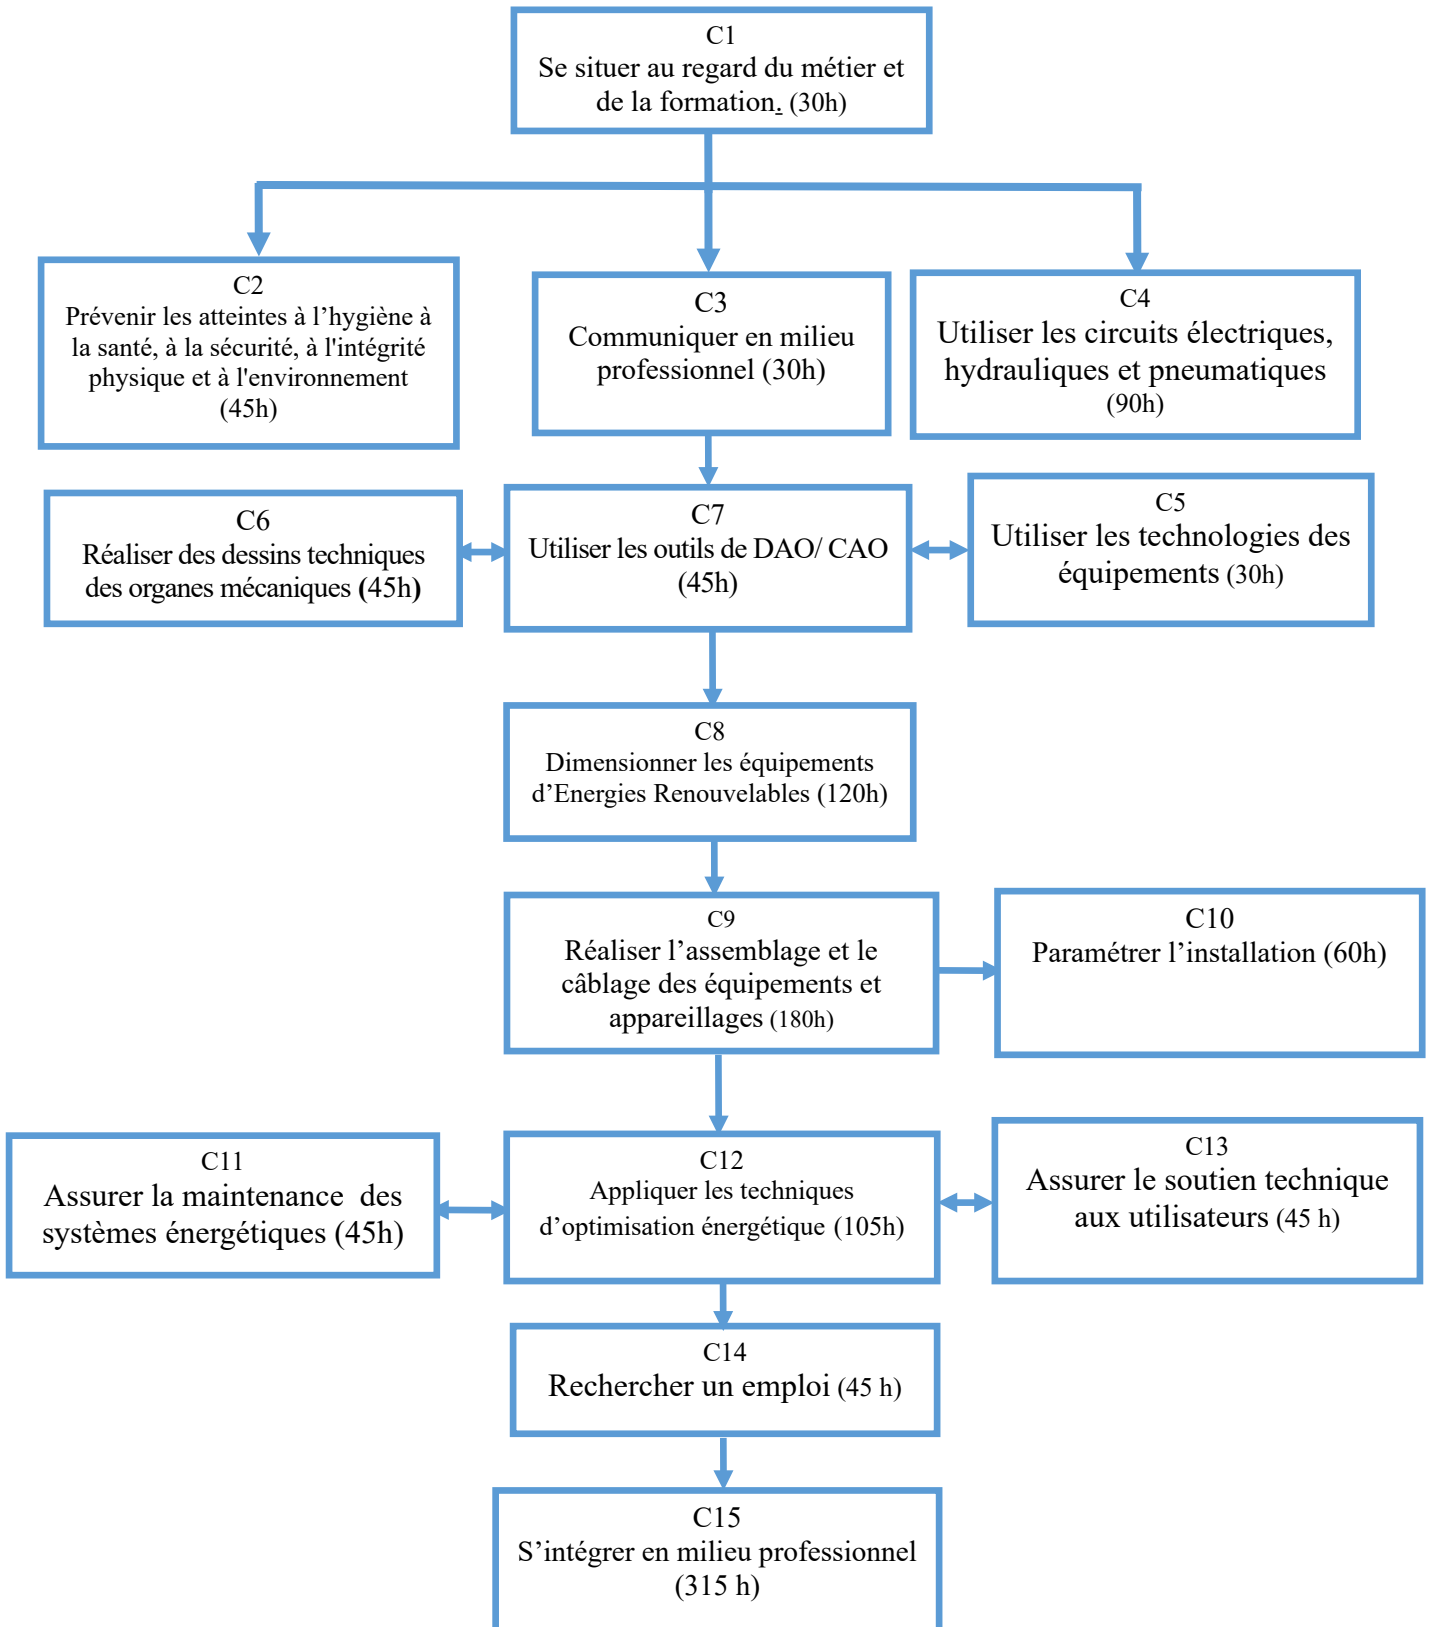 C1
Se situer au regard du métier et
de la formation. (30h)
C2
Prévenir les atteintes à l’hygiène à
la santé, à la sécurité, à l'intégrité
physique et à l'environnement
(45h)
C3
Communiquer en milieu
professionnel (30h)
C4
Utiliser les circuits électriques,
hydrauliques et pneumatiques
(90h)
C6
Réaliser des dessins techniques
des organes mécaniques (45h)
C7
Utiliser les outils de DAO/ CAO
(45h)
C5
Utiliser les technologies des
équipements (30h)
C8
Dimensionner les équipements
d’Energies Renouvelables (120h)
C9
Réaliser l’assemblage et le
câblage des équipements et
appareillages (180h)
C10
Paramétrer l’installation (60h)
C11
Assurer la maintenance des
systèmes énergétiques (45h)
C12
Appliquer les techniques
d’optimisation énergétique (105h)
C13
Assurer le soutien technique
aux utilisateurs (45 h)
C14
Rechercher un emploi (45 h)
C15
S’intégrer en milieu professionnel
(315 h)